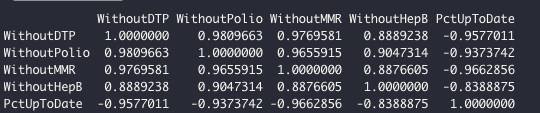 WithoutDTP WithoutPolio WithoutMMR WithoutHepB PctUpToDate
WithoutDTP 1.0000000 0.9809663 0.9769581 0.8889238 -0.9577011
WithoutPolio 0.9809663 1.0000000 0.9655915 0.9047314 -0.9373742
WithoutMMR 0.9769581 0.9655915 1.0000000 0.8876605 -0.9662856
WithoutHepB 0.8889238 0.9047314 0.8876605 1.0000000 -0.8388875
PctUpToDate -0.9577011 -0.9373742 -0.9662856 -0.8388875 1.0000000